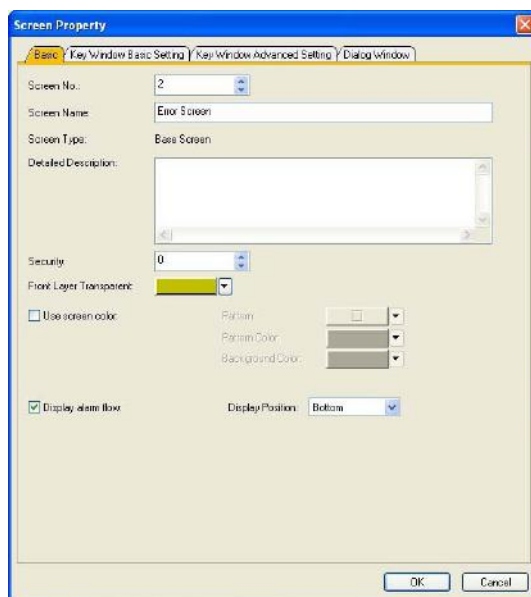 Screen Property
Basic Key Window Basic Setting Key Window Advanced Setting Dialog Window
Screen No.: 2
Screen Name: Error Screen
Screen Type: Base Screen
Detailed Description:
Security: 0
Front Layer Transparent:
Use screen color Pattern:
Pattern Color:
Background Color:
Display alarm flow: Display Position: Bottom
OK Cancel